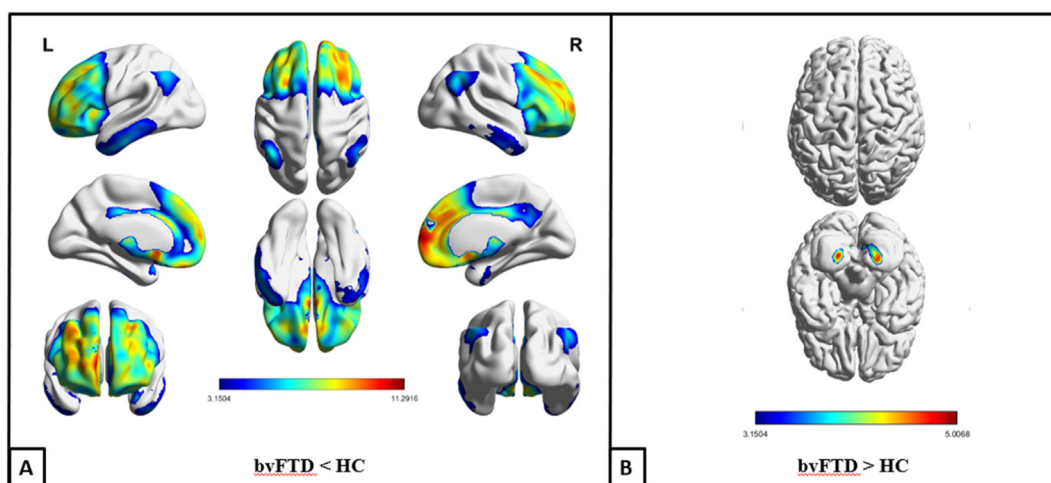 L
R
3.1504
11.2916
A
bvFTD < HC
3.1504
5.0068
B
bvFTD > HC